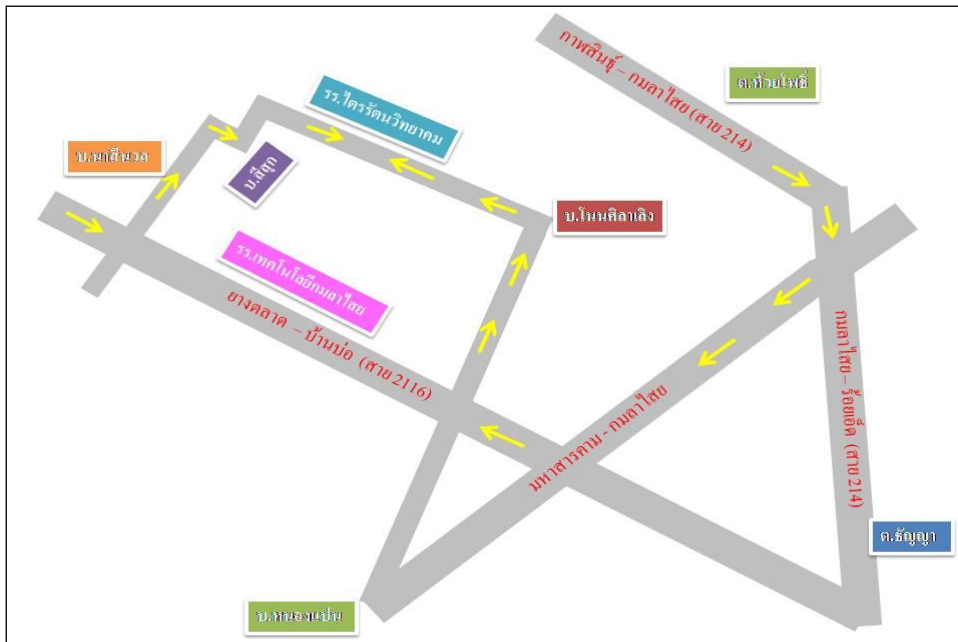 กาฬสินธุ์ – กมลาไสย (สาย 214)
ต.ห้วยโพธิ์
รร.ไตรรัตนวิทยาคม
บ.นาสีนวล
บ.สีสุก
บ.โนนศิลาเลิง
รร.เทคโนโลยีกมลาไสย
ยางตลาด – บ้านบ่อ (สาย 2116)
มหาสารคาม - กมลาไสย
กมลาไสย – ร้อยเอ็ด (สาย 214)
ต.ธัญญา
บ.หนองแปน